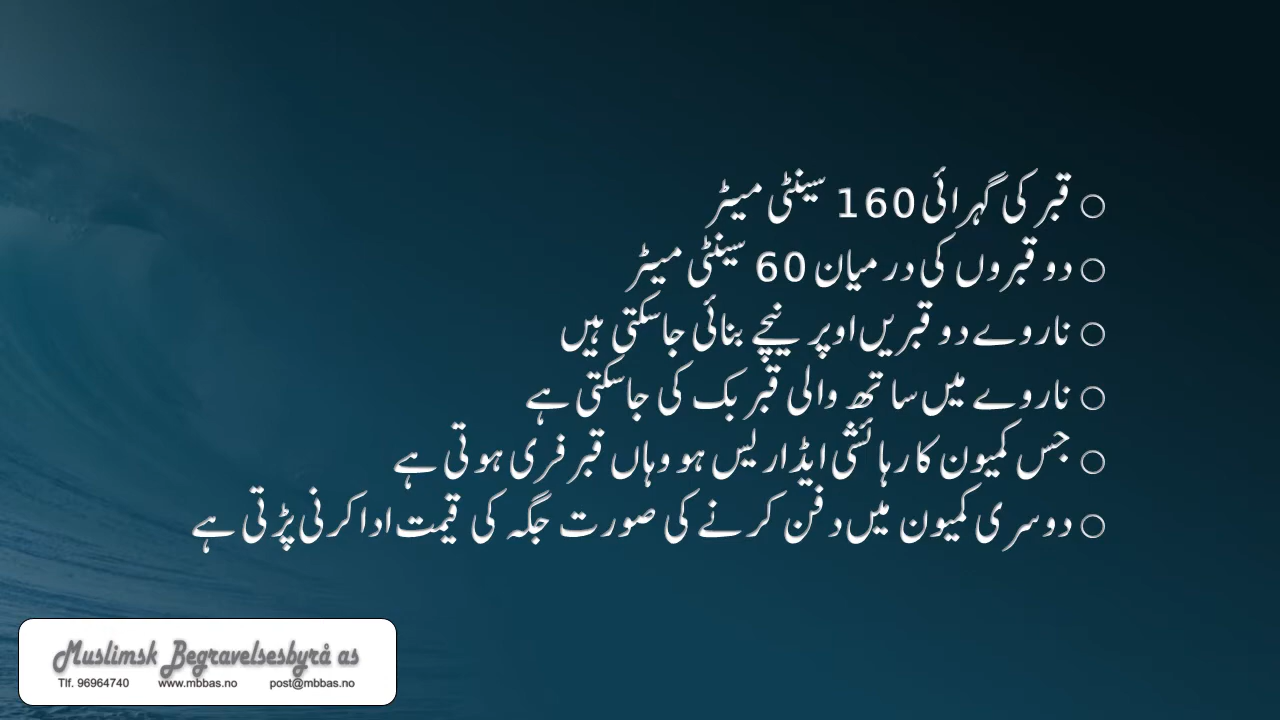 ○ قبر کی گہرائی 160 سینٹی میٹر
○ دو قبروں کی درمیان 60 سینٹی میٹر
○ ناروے دو قبریں اوپر نیچے بنائی جاسکتی ہیں
○ ناروے میں ساتھ والی قبر بک کی جاسکتی ہے
○ جس کمیون کا رہائشی ایڈاریس ہو وہاں قبر فری ہوتی ہے
○ دوسری کمیون میں دفن کرنے کی صورت جگہ کی قیمت ادا کرنی پڑتی ہے
Muslimsk Begravelsesbyrå as
Tlf. 96964740 www.mbbas.no post@mbbas.no